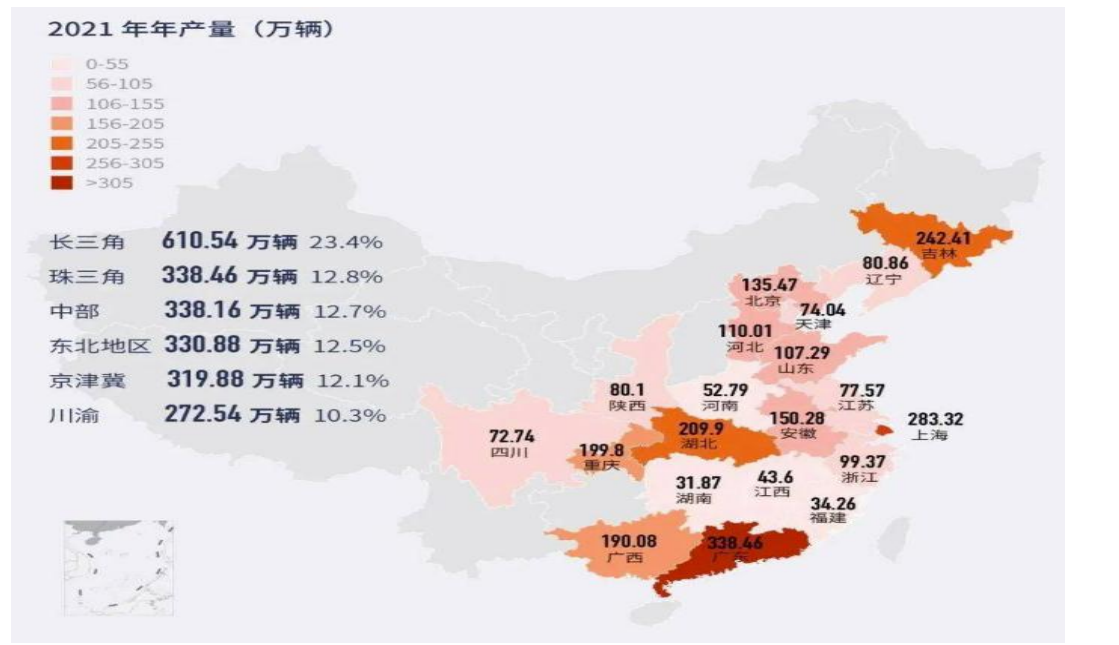 2021 年年产量（万辆）
0-55
56-105
106-155
156-205
205-255
256-305
>305
长三角 610.54 万辆 23.4%
珠三角 338.46 万辆 12.8%
中部 338.16 万辆 12.7%
东北地区 330.88 万辆 12.5%
京津冀 319.88 万辆 12.1%
川渝 272.54 万辆 10.3%
242.41
吉林
80.86
辽宁
135.47
北京
74.04
天津
110.01
河北
107.29
山东
80.1
陕西
52.79
河南
77.57
江苏
150.28
安徽
283.32
上海
72.74
四川
199.8
重庆
209.9
湖北
99.37
浙江
31.87
湖南
43.6
江西
34.26
福建
190.08
广西
338.46
广东